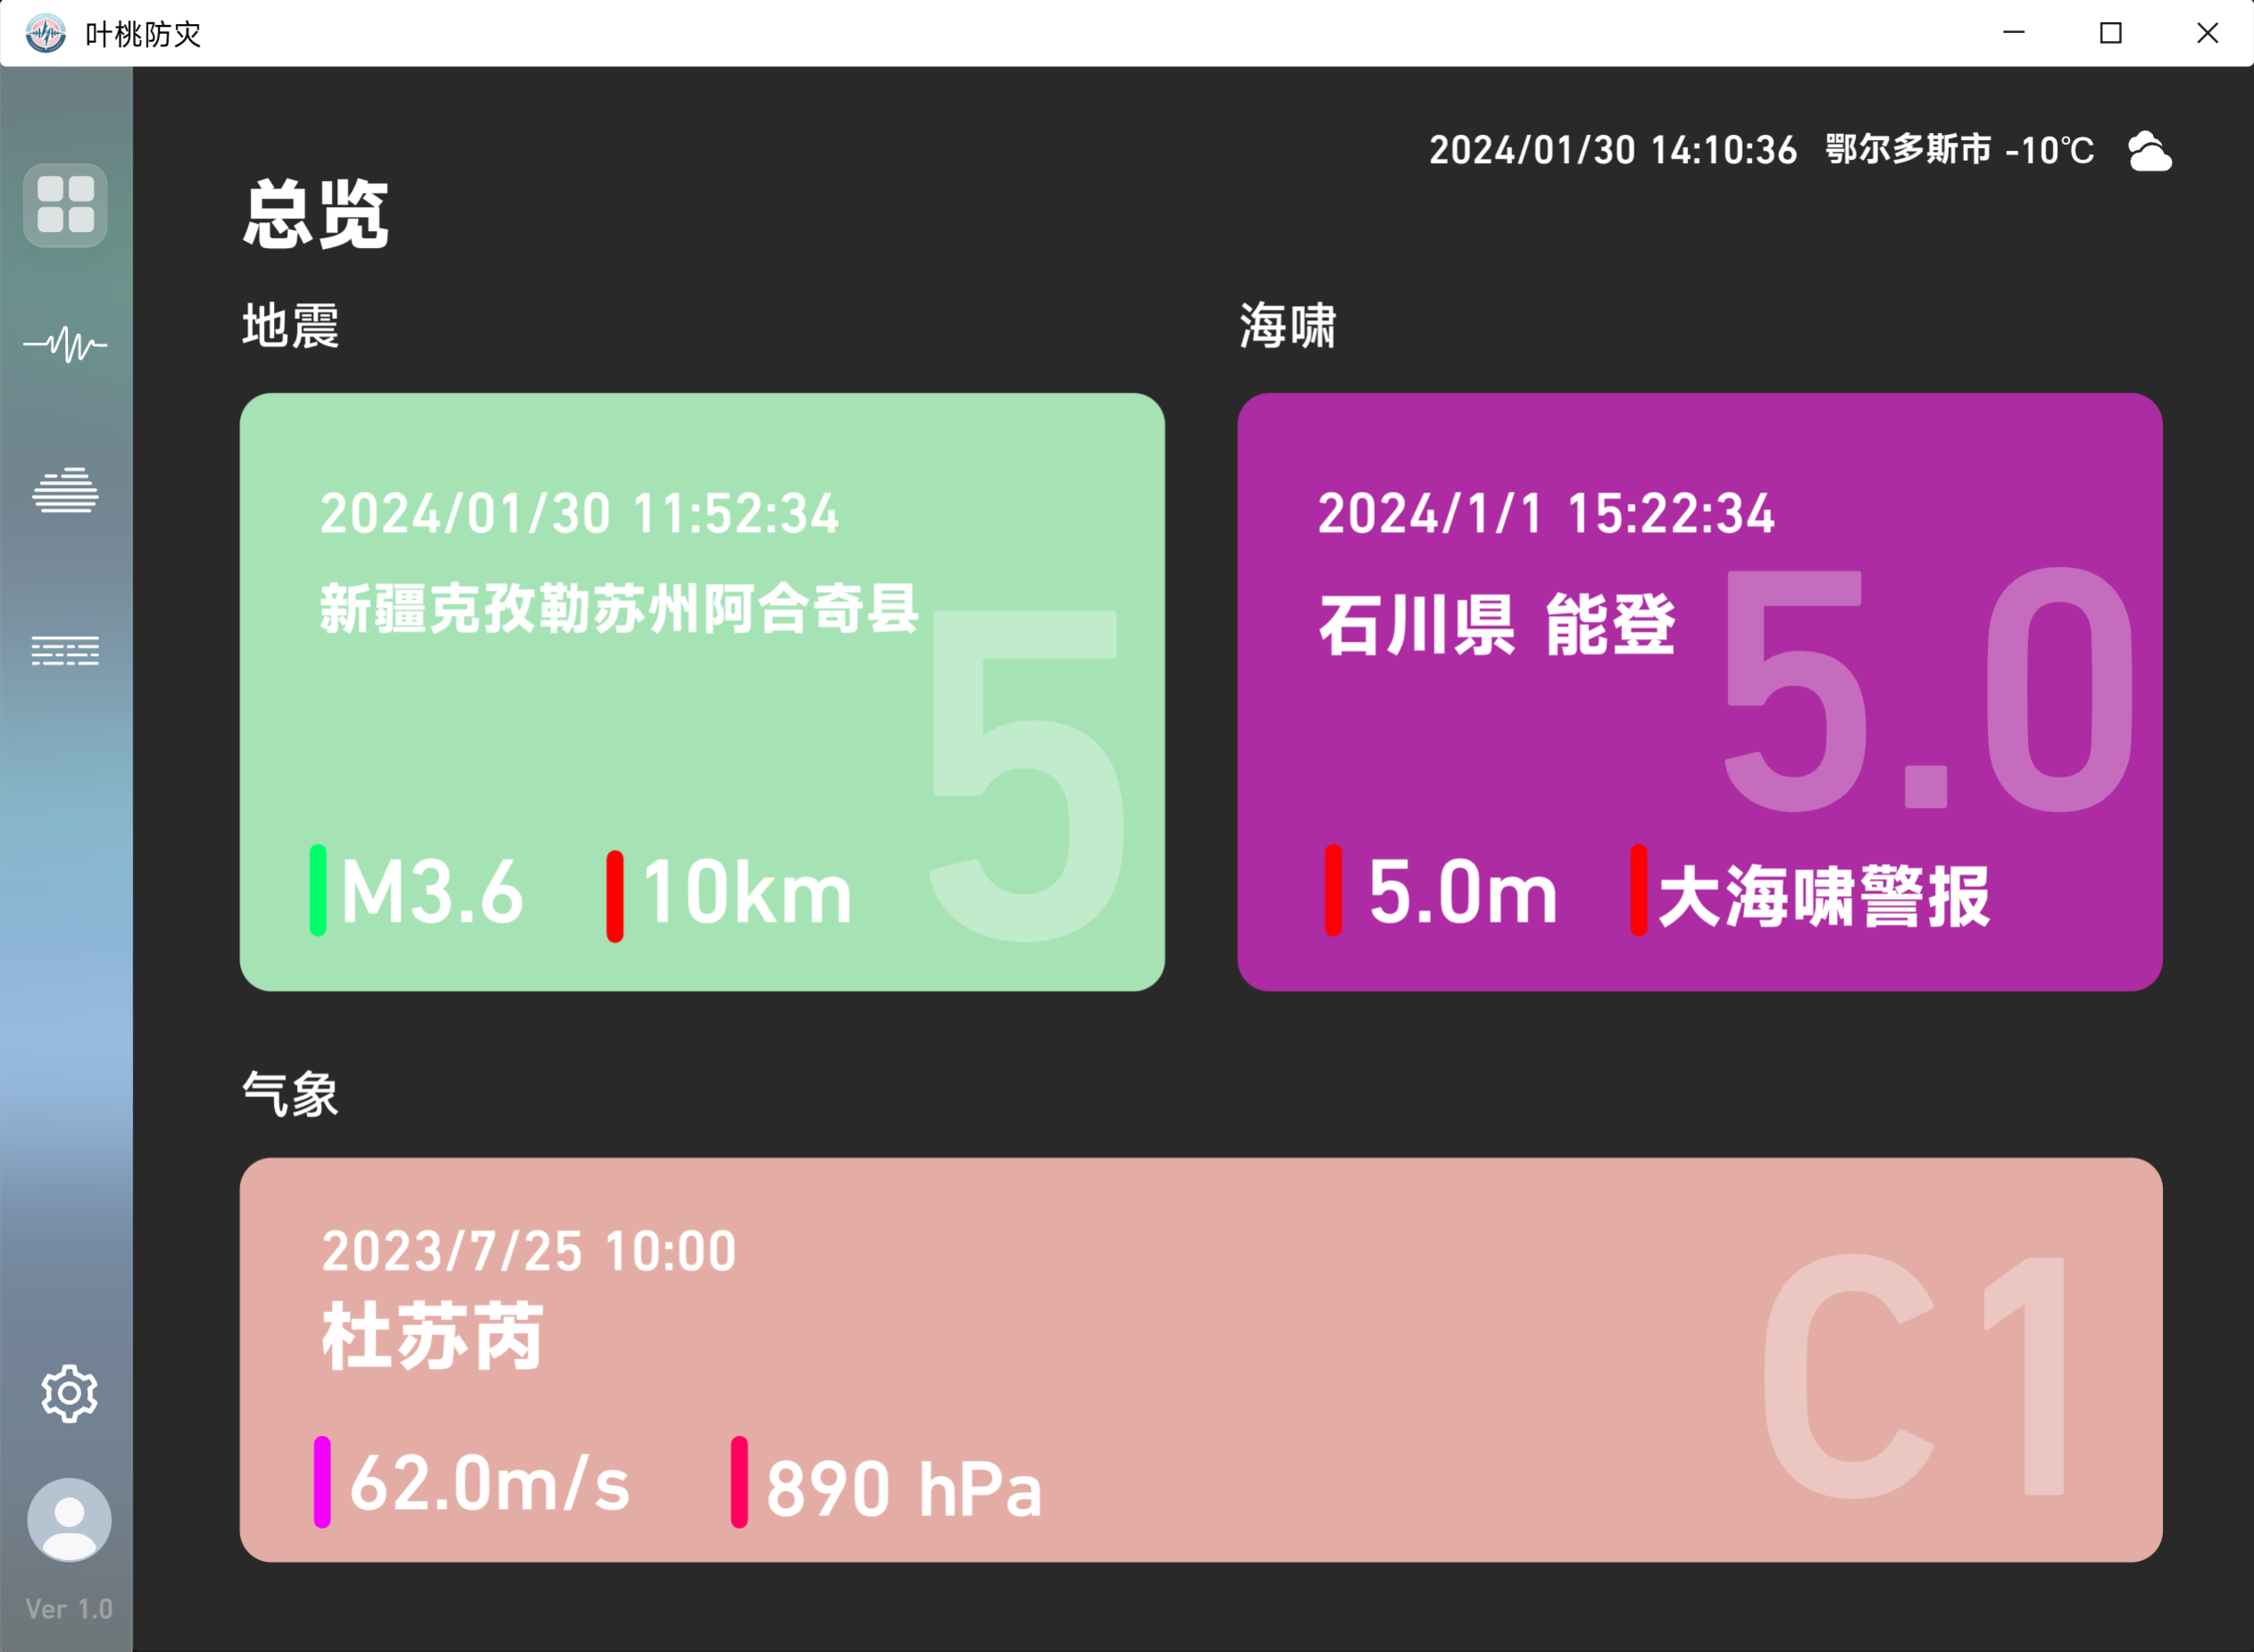 叶桃防灾
2024/01/30 14:10:36 鄂尔多斯市 -10℃
总览
地震
2024/01/30 11:52:34
新疆克孜勒苏州阿合奇县
5
M3.6 10km
海啸
2024/1/1 15:22:34
石川県 能登
5.0
5.0m 大海啸警报
气象
2023/7/25 10:00
杜苏芮
C1
62.0m/s 890 hPa
Ver 1.0